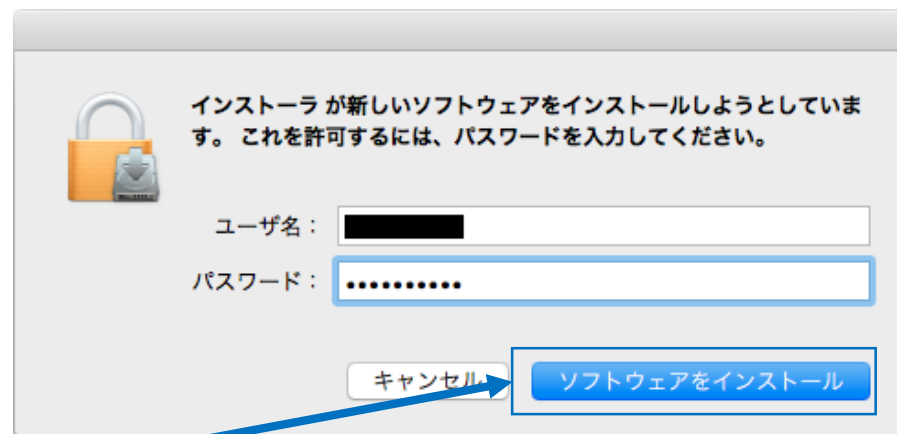 インストーラ が新しいソフトウェアをインストールしようとしていま
す。 これを許可するには、パスワードを入力してください。
ユーザ名：
パスワード： ••••••••••
キャンセル ソフトウェアをインストール